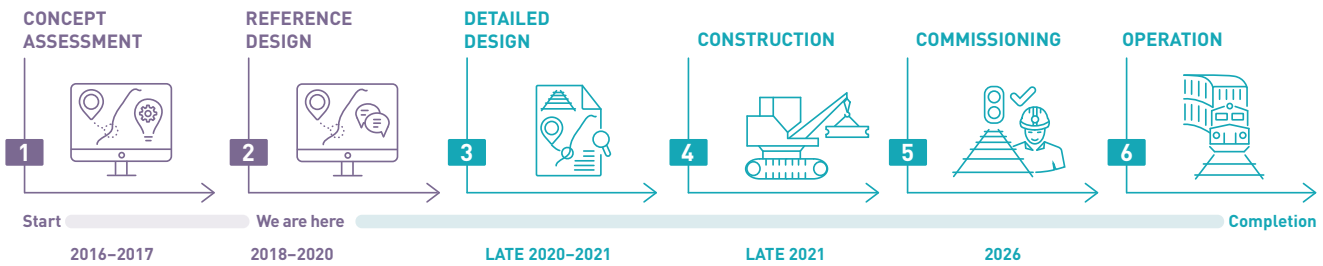 CONCEPT
ASSESSMENT
REFERENCE
DESIGN
DETAILED
DESIGN
CONSTRUCTION
COMMISSIONING
OPERATION
1
2
3
4
5
6
Start
We are here
Completion
2016–2017
2018–2020
LATE 2020–2021
LATE 2021
2026